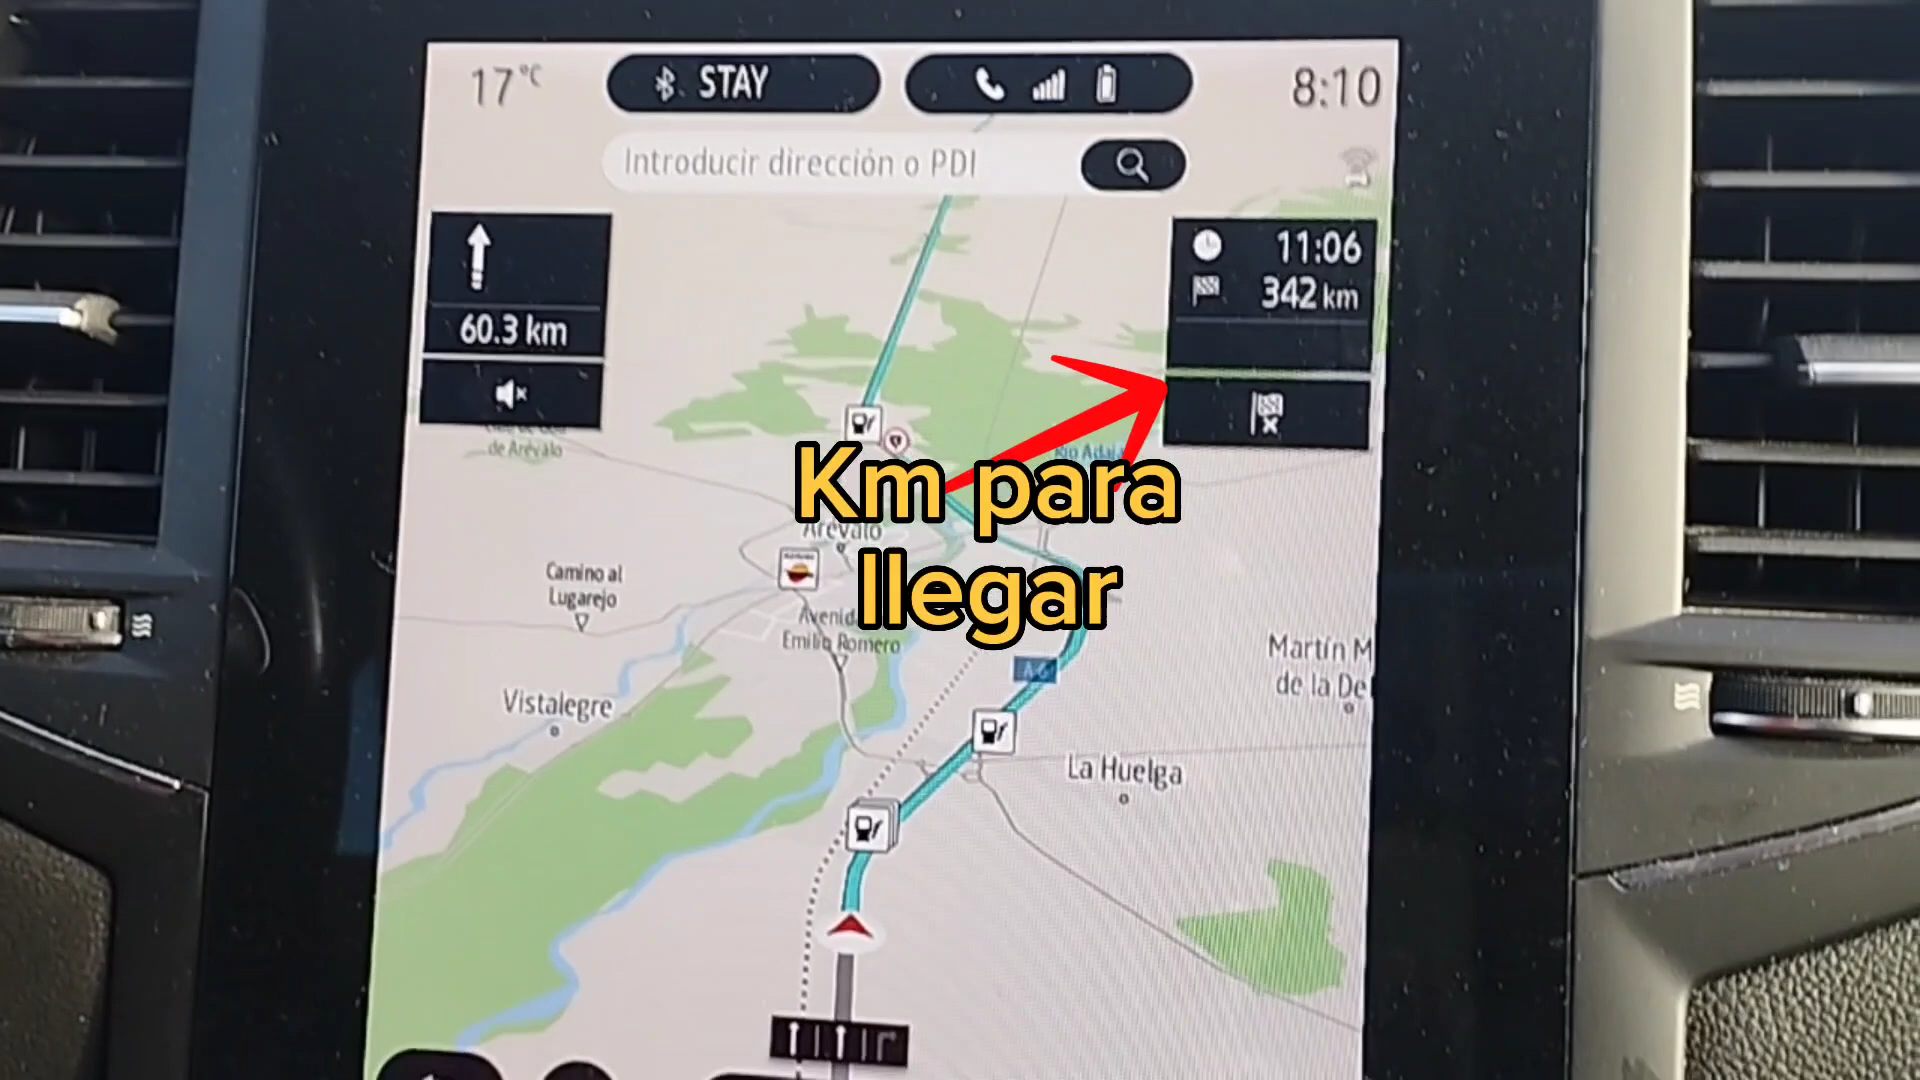 17°C
STAY
8:10
Introducir dirección o PDI
11:06
342 km
60.3 km
de Arévalo
Km para
llegar
Arévalo
Camino al
Lugarejo
Emilio Romero
A-6
Martín M
de la De
Vistalegre
La Huelga